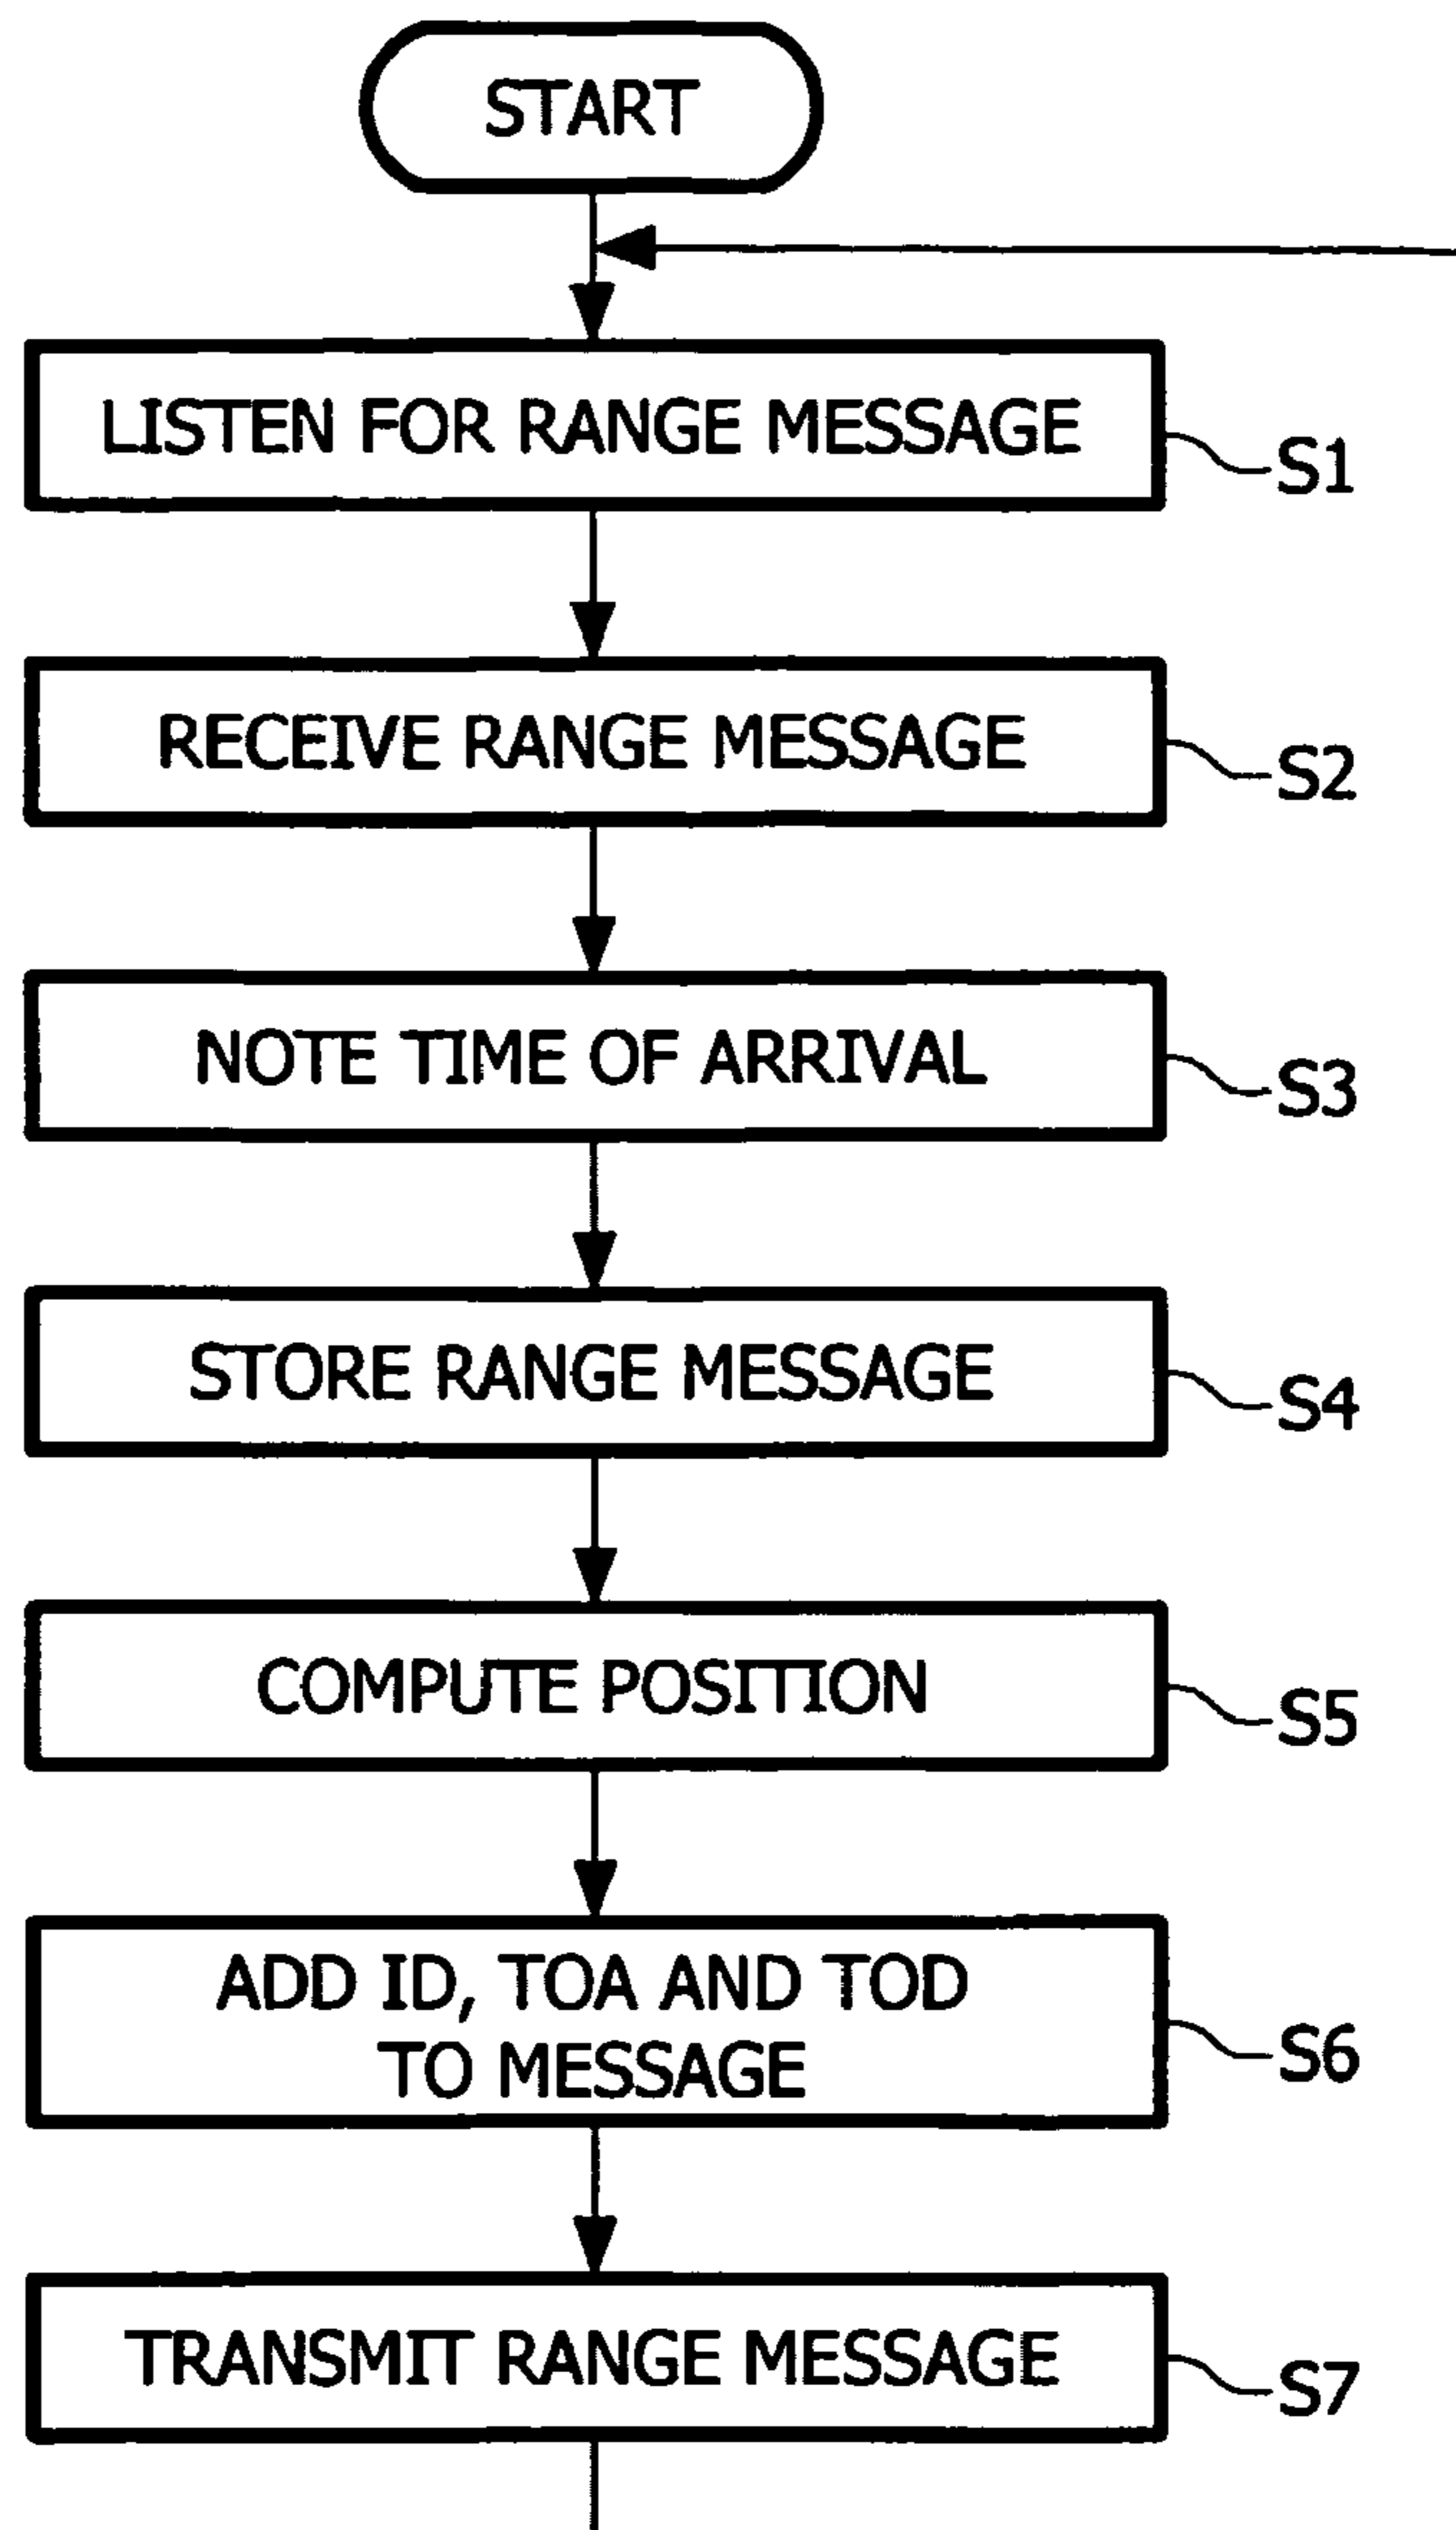 START
LISTEN FOR RANGE MESSAGE
S1
RECEIVE RANGE MESSAGE
S2
NOTE TIME OF ARRIVAL
S3
STORE RANGE MESSAGE
S4
COMPUTE POSITION
S5
ADD ID, TOA AND TOD
TO MESSAGE
S6
TRANSMIT RANGE MESSAGE
S7